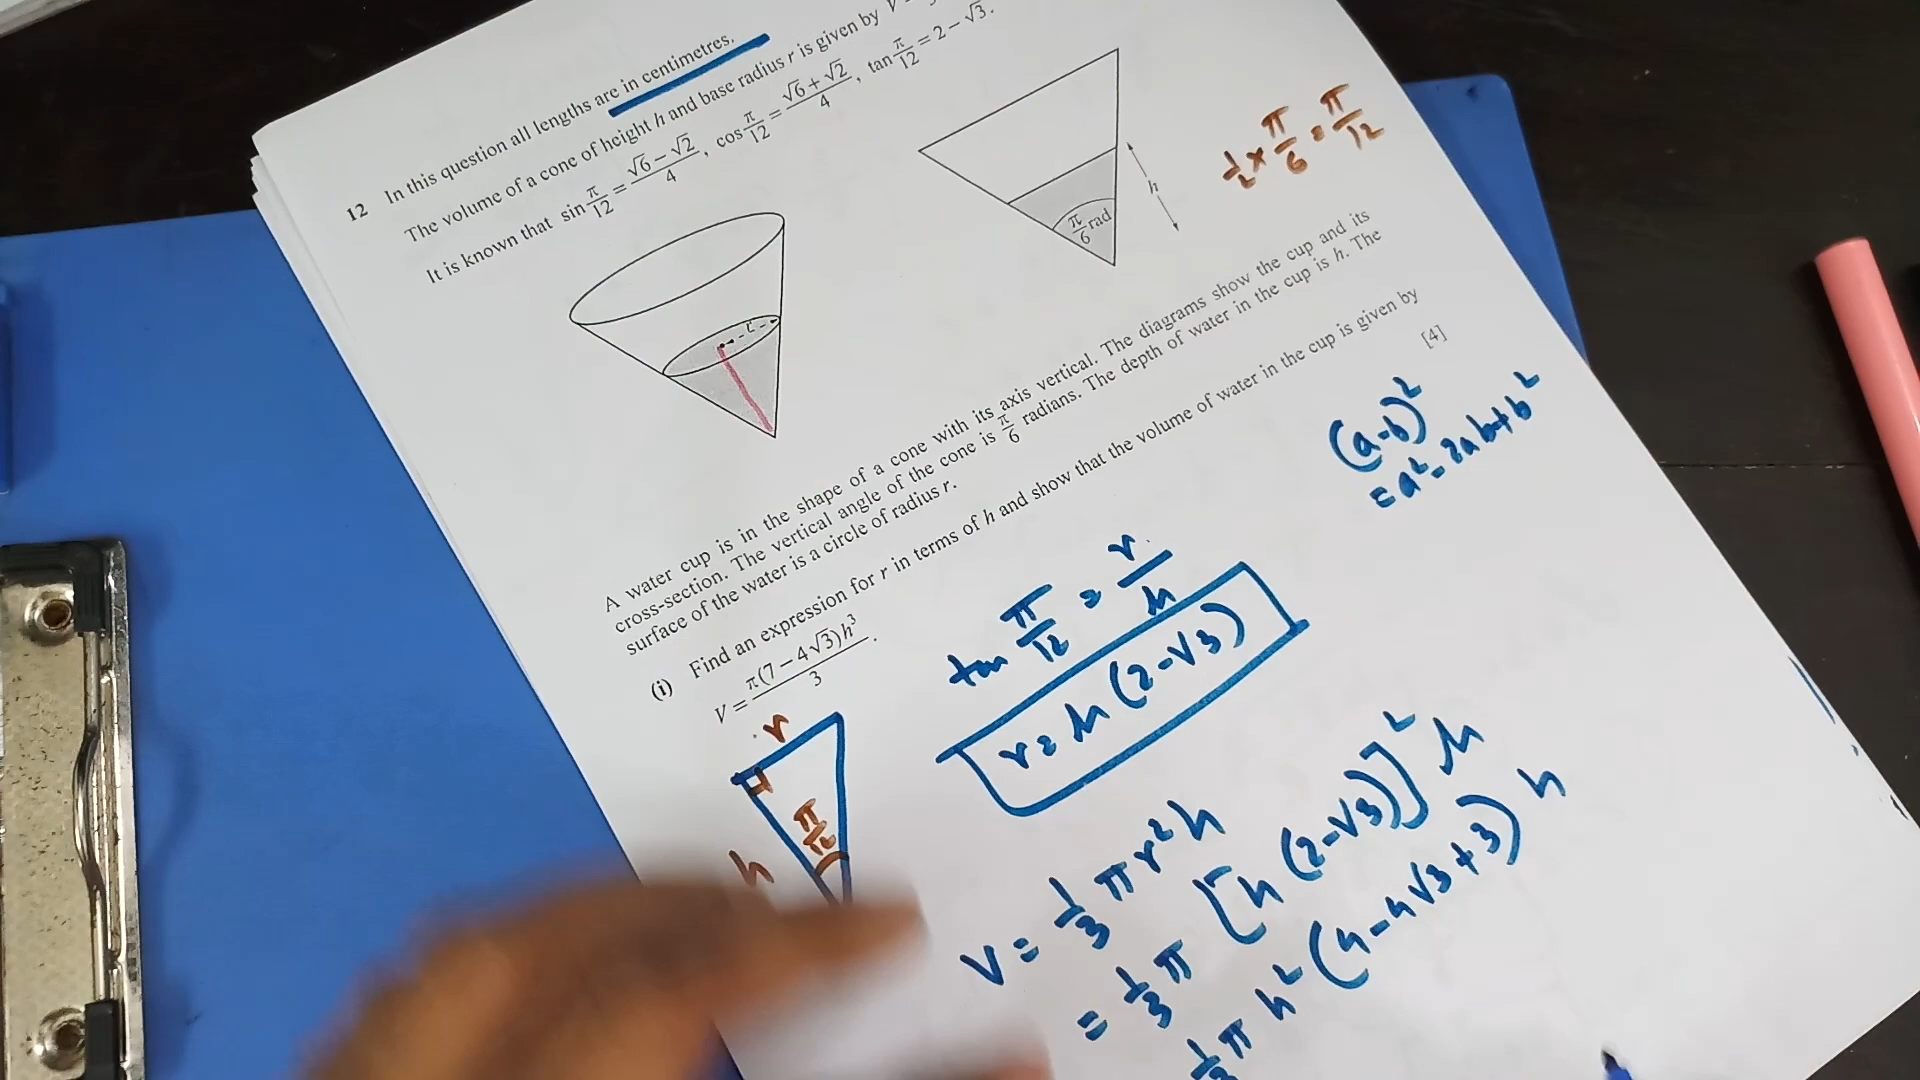 12 In this question all lengths are in centimetres.
The volume of a cone of height h and base radius r is given by V
It is known that sin π/12 = (√6 − √2)/4, cos π/12 = (√6 + √2)/4, tan π/12 = 2 − √3.
r
π/6 rad
h
1/2 × π/6 = π/12
A water cup is in the shape of a cone with its axis vertical. The diagrams show the cup and its
cross-section. The vertical angle of the cone is π/6 radians. The depth of water in the cup is h. The
surface of the water is a circle of radius r.
(i) Find an expression for r in terms of h and show that the volume of water in the cup is given by
V = π(7 − 4√3)h³/3. [4]
(a-b)²
= a² - 2ab + b²
r
π/12
h
tan π/12 = r/h
r = h (2-√3)
V = 1/3 π r² h
= 1/3 π [h (2-√3)]² h
1/3 π h² (4 - 4√3 + 3) h